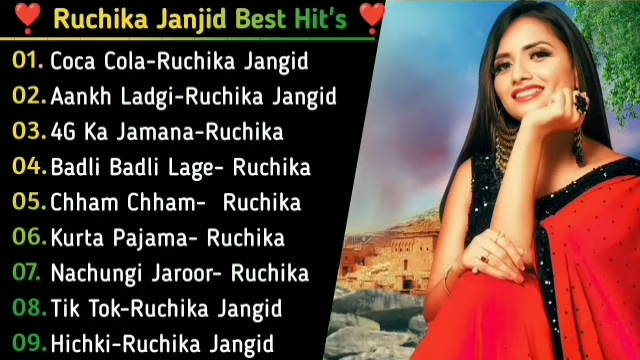 Ruchika Janjid Best Hit's
01. Coca Cola-Ruchika Jangid
02. Aankh Ladgi-Ruchika Jangid
03. 4G Ka Jamana-Ruchika
04. Badli Badli Lage- Ruchika
05. Chham Chham- Ruchika
06. Kurta Pajama- Ruchika
07. Nachungi Jaroor- Ruchika
08. Tik Tok-Ruchika Jangid
09. Hichki-Ruchika Jangid